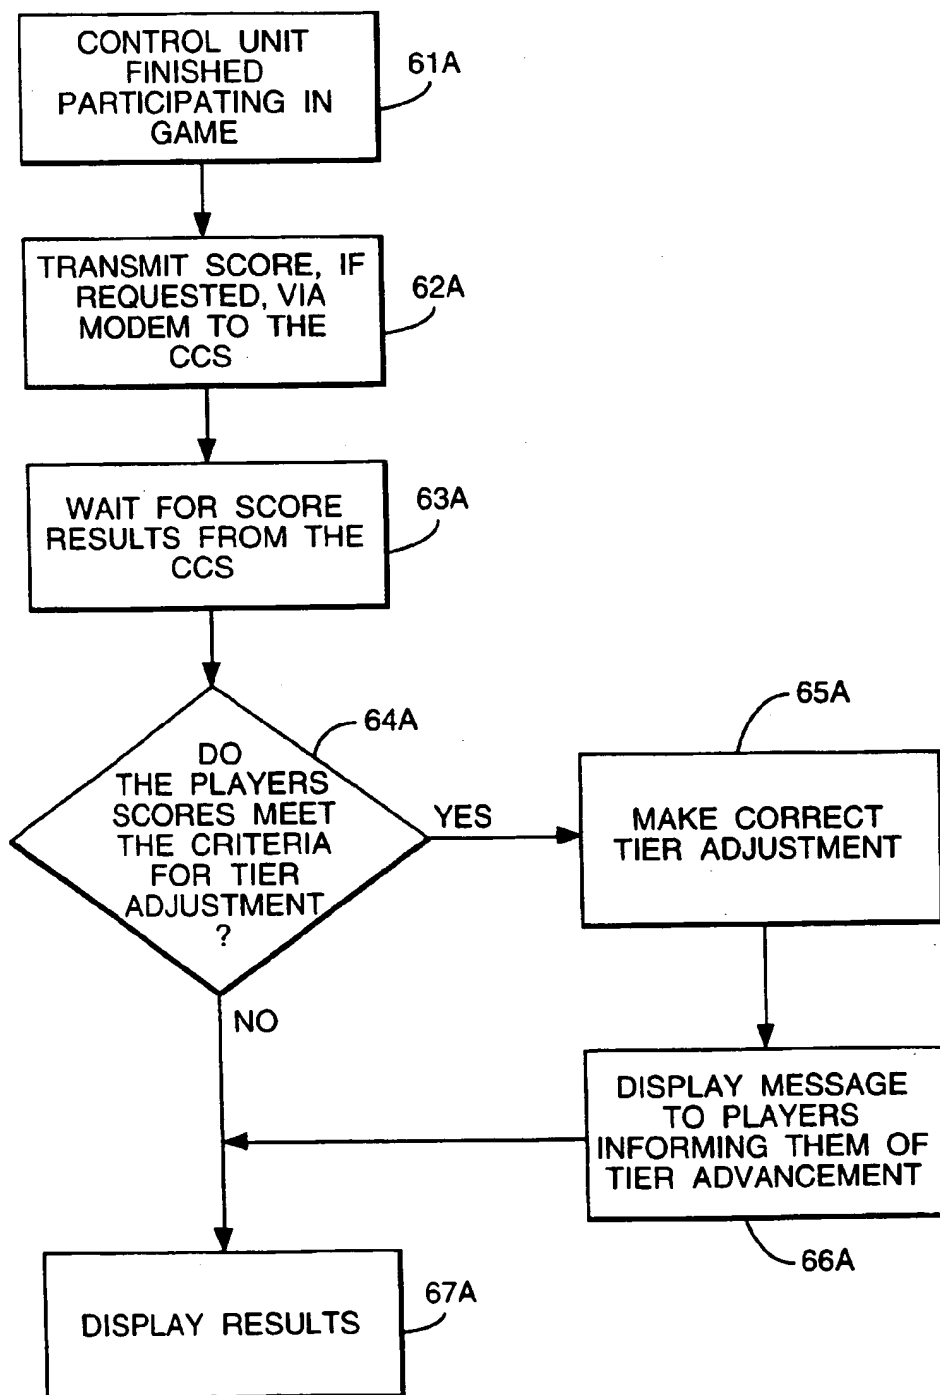 CONTROL UNIT
FINISHED
PARTICIPATING IN
GAME
61A
TRANSMIT SCORE, IF
REQUESTED, VIA
MODEM TO THE
CCS
62A
WAIT FOR SCORE
RESULTS FROM THE
CCS
63A
64A
DO
THE PLAYERS
SCORES MEET
THE CRITERIA
FOR TIER
ADJUSTMENT
?
YES
NO
65A
MAKE CORRECT
TIER ADJUSTMENT
DISPLAY MESSAGE
TO PLAYERS
INFORMING THEM OF
TIER ADVANCEMENT
66A
DISPLAY RESULTS
67A